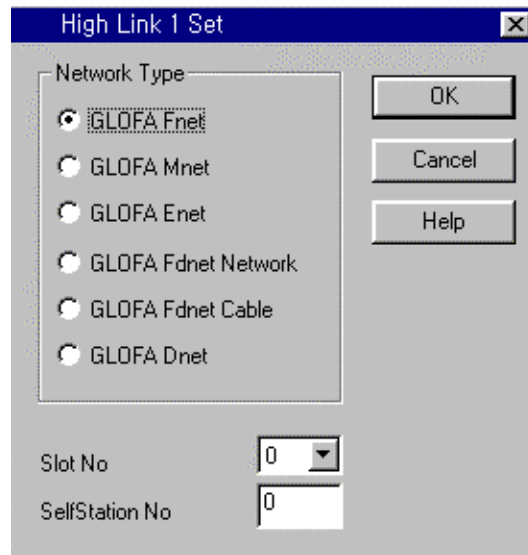 High Link 1 Set
Network Type
GLOFA Fnet
GLOFA Mnet
GLOFA Enet
GLOFA Fdnet Network
GLOFA Fdnet Cable
GLOFA Dnet
OK
Cancel
Help
Slot No 0
SelfStation No 0